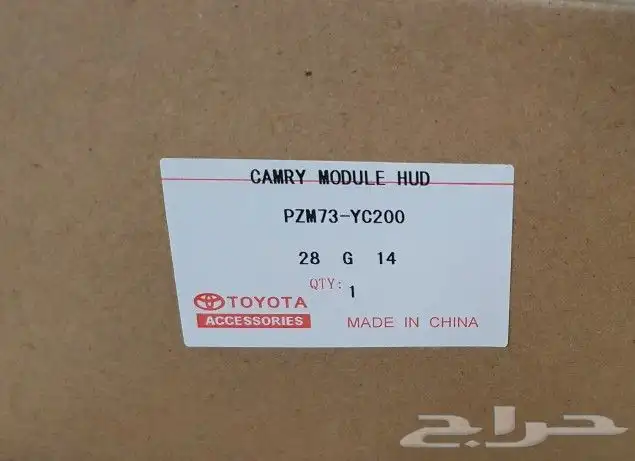 CAMRY MODULE HUD
PZM73-YC200
28 G 14
QTY: 1
TOYOTA
ACCESSORIES
MADE IN CHINA
حراج